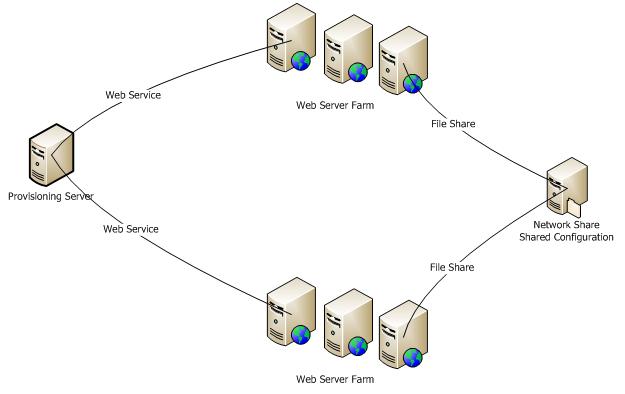 Web Server Farm
Web Service
File Share
Provisioning Server
Network Share
Shared Configuration
Web Service
File Share
Web Server Farm